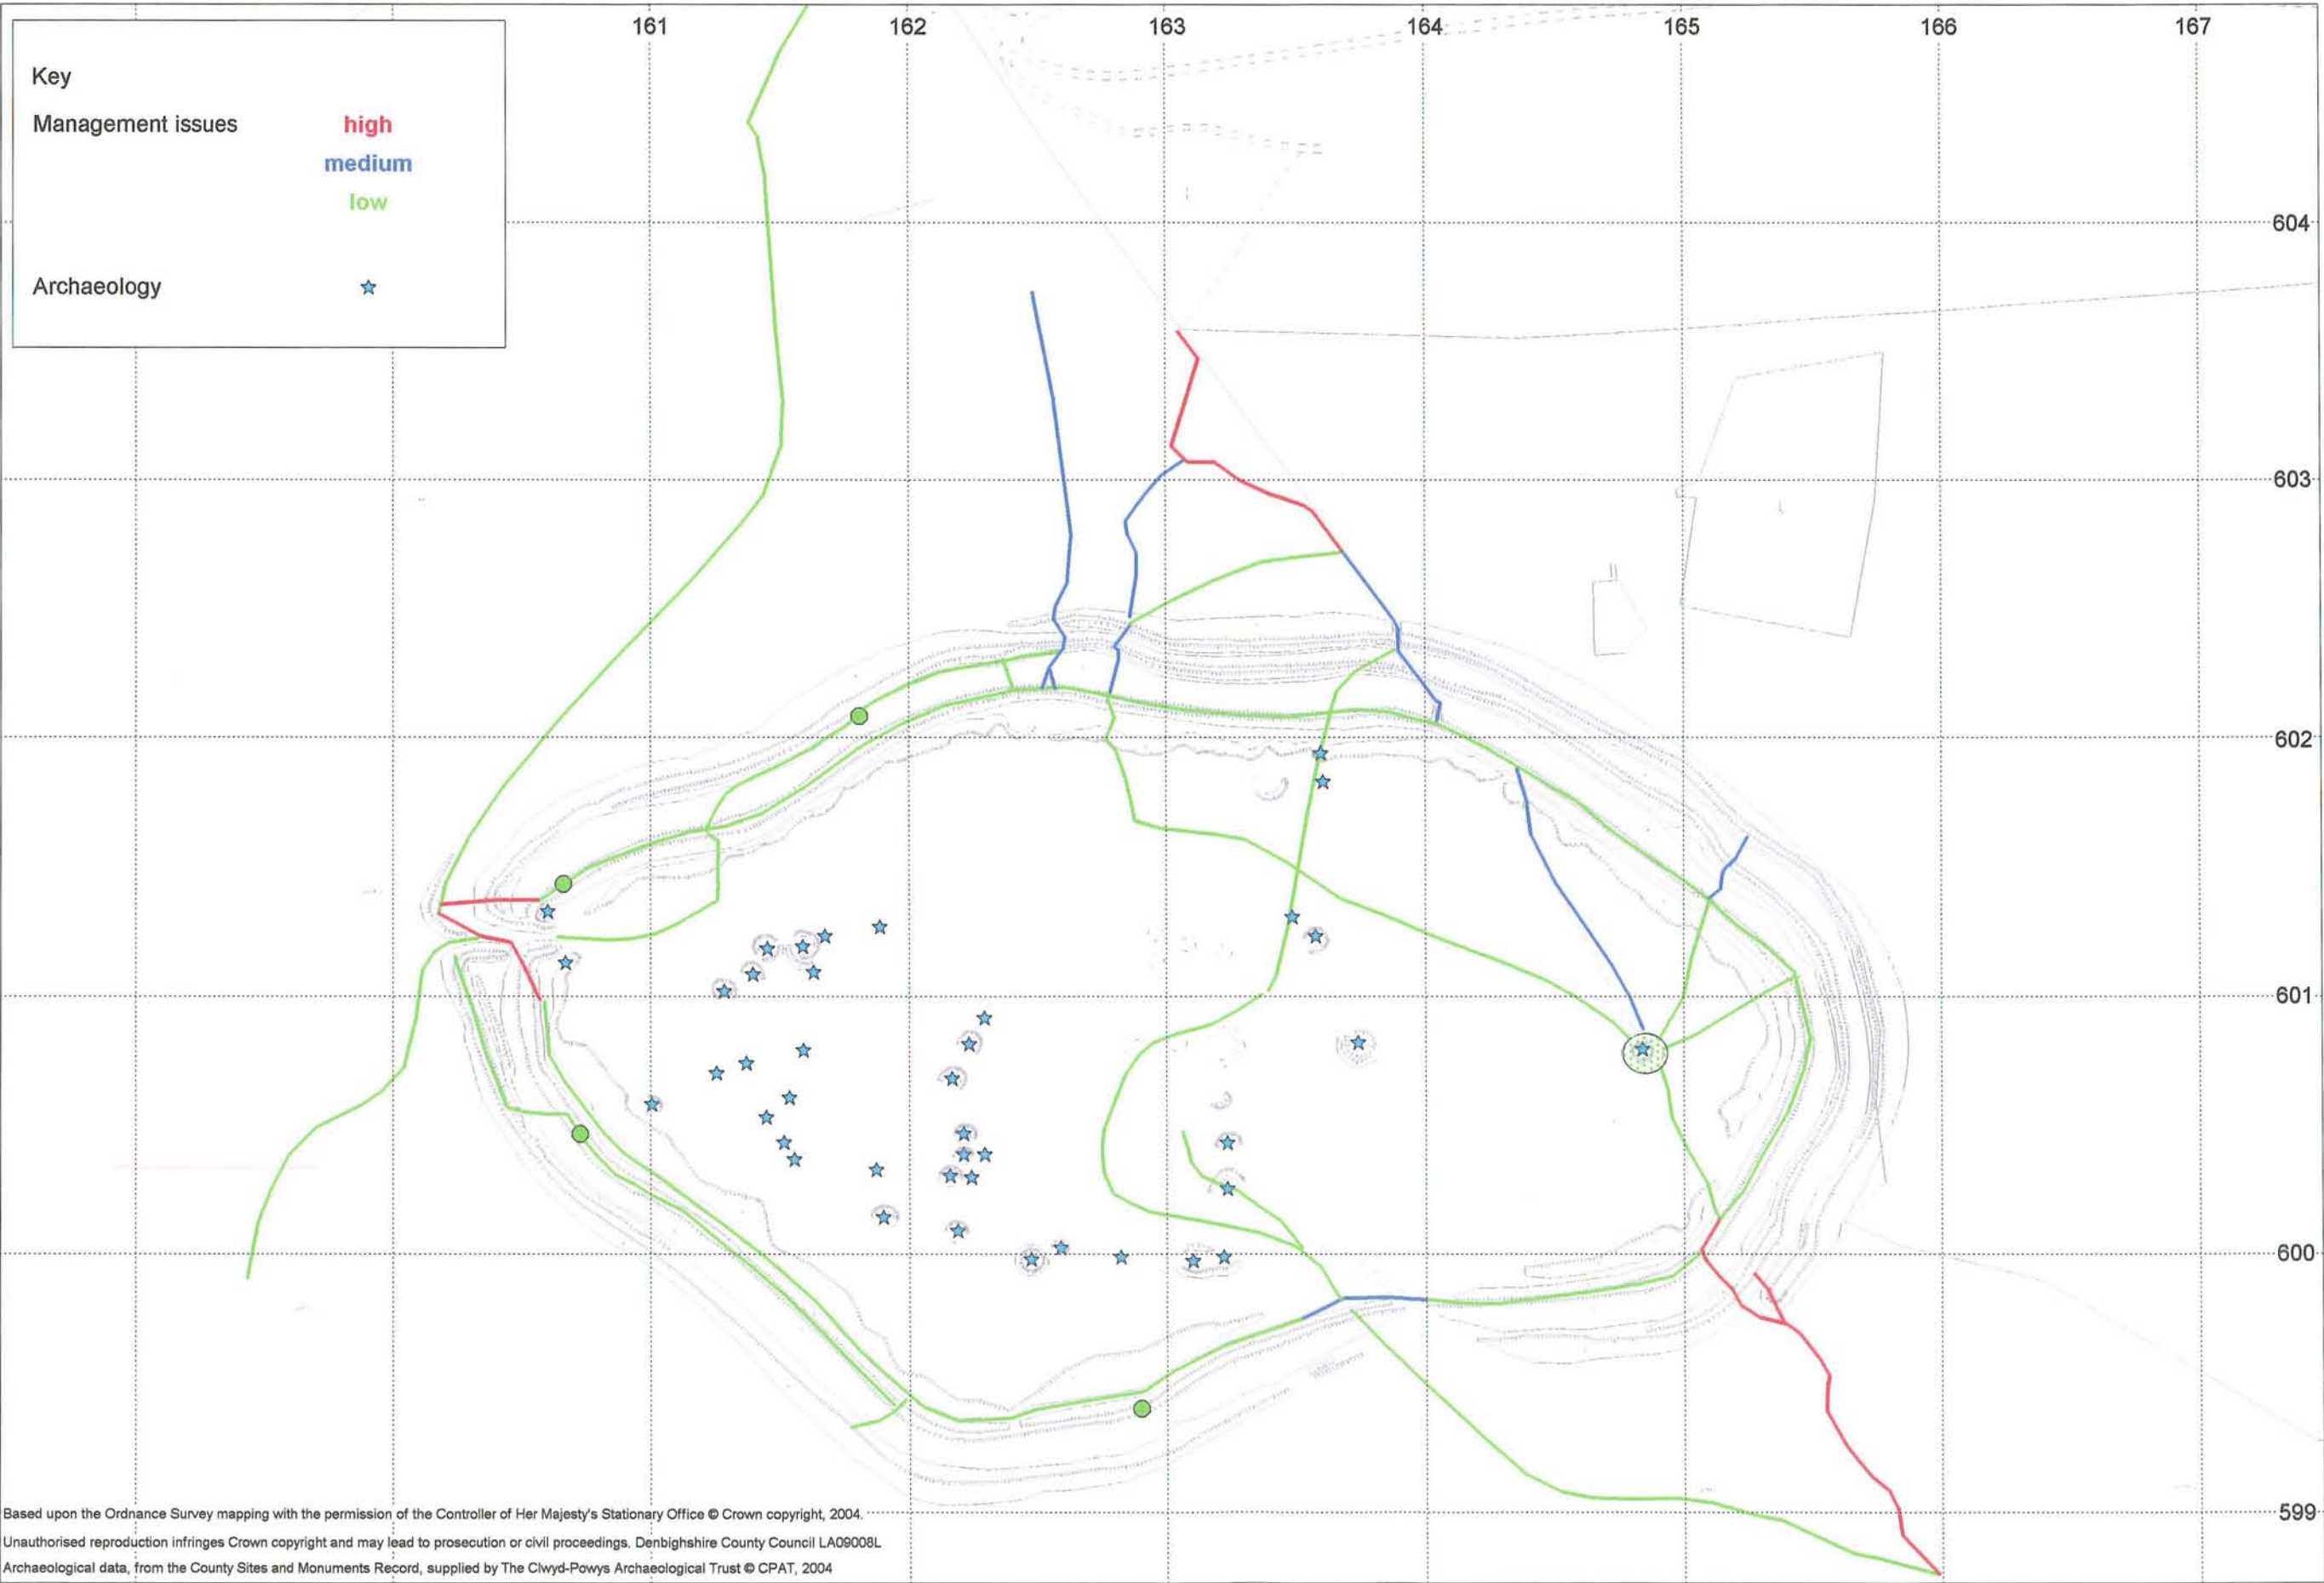 161 162 163 164 165 166 167
Key
Management issues high
medium
low
Archaeology
604
603
602
601
600
599
Based upon the Ordnance Survey mapping with the permission of the Controller of Her Majesty's Stationary Office © Crown copyright, 2004.
Unauthorised reproduction infringes Crown copyright and may lead to prosecution or civil proceedings. Denbighshire County Council LA09008L
Archaeological data, from the County Sites and Monuments Record, supplied by The Clwyd-Powys Archaeological Trust © CPAT, 2004